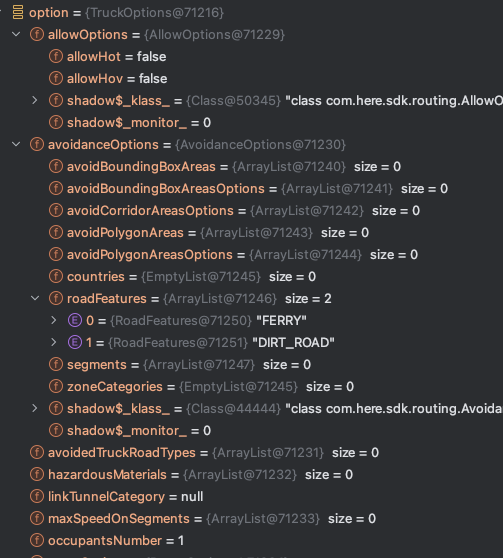 option = {TruckOptions@71216}
allowOptions = {AllowOptions@71229}
allowHot = false
allowHov = false
shadow$_klass_ = {Class@50345} "class com.here.sdk.routing.AllowO
shadow$_monitor_ = 0
avoidanceOptions = {AvoidanceOptions@71230}
avoidBoundingBoxAreas = {ArrayList@71240} size = 0
avoidBoundingBoxAreasOptions = {ArrayList@71241} size = 0
avoidCorridorAreasOptions = {ArrayList@71242} size = 0
avoidPolygonAreas = {ArrayList@71243} size = 0
avoidPolygonAreasOptions = {ArrayList@71244} size = 0
countries = {EmptyList@71245} size = 0
roadFeatures = {ArrayList@71246} size = 2
0 = {RoadFeatures@71250} "FERRY"
1 = {RoadFeatures@71251} "DIRT_ROAD"
segments = {ArrayList@71247} size = 0
zoneCategories = {EmptyList@71245} size = 0
shadow$_klass_ = {Class@44444} "class com.here.sdk.routing.Avoida
shadow$_monitor_ = 0
avoidedTruckRoadTypes = {ArrayList@71231} size = 0
hazardousMaterials = {ArrayList@71232} size = 0
linkTunnelCategory = null
maxSpeedOnSegments = {ArrayList@71233} size = 0
occupantsNumber = 1